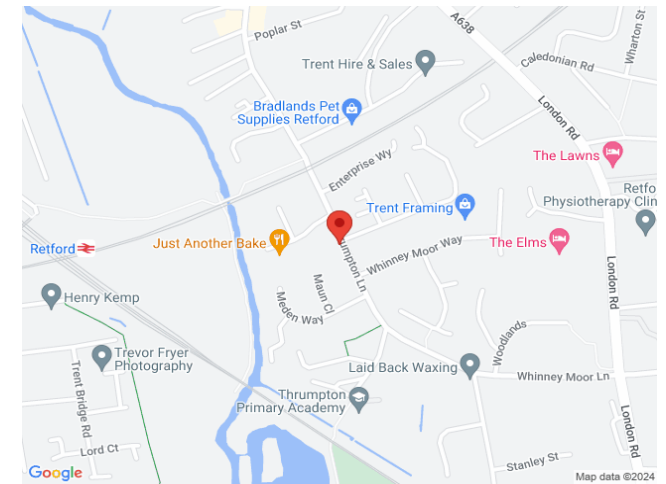 Poplar St
A638
Wharton St
Trent Hire & Sales
Caledonian Rd
Bradlands Pet
Supplies Retford
London Rd
Enterprise Wy
The Lawns
Retfo
Physiotherapy Clin
Trent Framing
Just Another Bake
Retford
rumpton Ln
Whinney Moor Way
The Elms
Henry Kemp
Maun Cl
Meden Way
London Rd
Woodlands
Trevor Fryer
Photography
Laid Back Waxing
Whinney Moor Ln
Trent Bridge Rd
Thrumpton
Primary Academy
London Rd
Lord Ct
Stanley St
Google
Map data ©2024